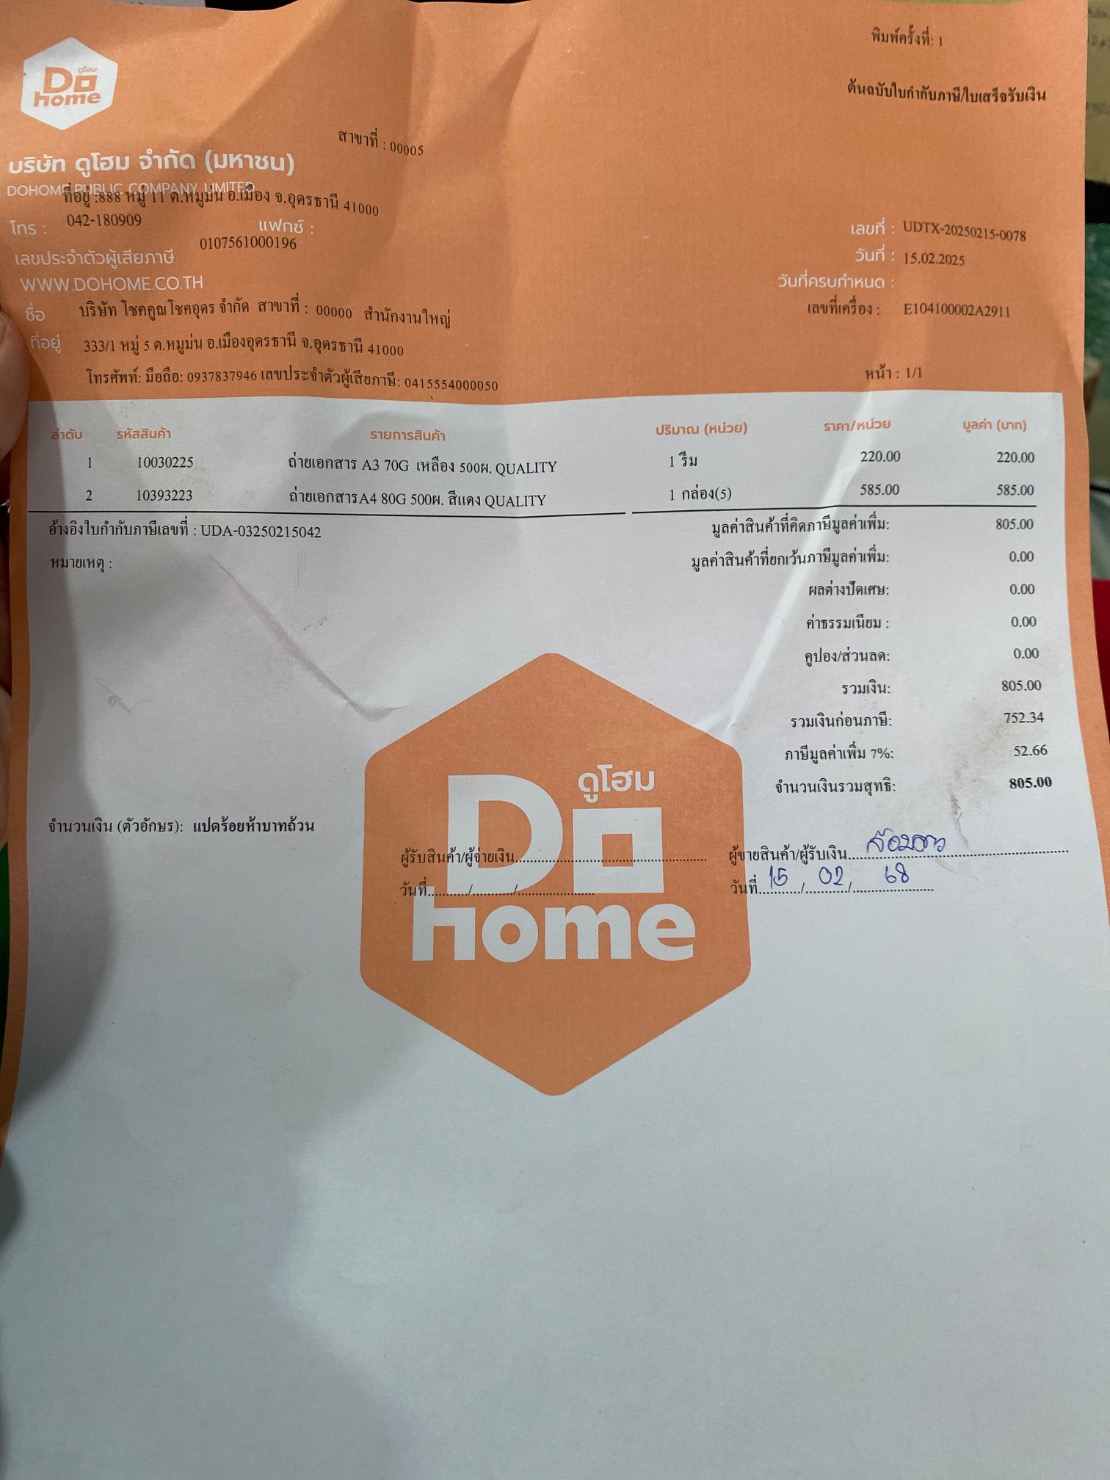 พิมพ์ครั้งที่: 1
ต้นฉบับใบกำกับภาษี/ใบเสร็จรับเงิน
ดูโฮม
Do
home
สาขาที่ : 00005
บริษัท ดูโฮม จำกัด (มหาชน)
DOHOME PUBLIC COMPANY LIMITED
ที่อยู่ :888 หมู่ 11 ต.หมูม่น อ.เมือง จ.อุดรธานี 41000
โทร : 042-180909 แฟกซ์ :
เลขประจำตัวผู้เสียภาษี 0107561000196
WWW.DOHOME.CO.TH
เลขที่ : UDTX-20250215-0078
วันที่ : 15.02.2025
วันที่ครบกำหนด :
เลขที่เครื่อง : E104100002A2911
ชื่อ บริษัท โชคคูณโชคอุดร จำกัด สาขาที่ : 00000 สำนักงานใหญ่
ที่อยู่ 333/1 หมู่ 5 ต.หมูม่น อ.เมืองอุดรธานี จ.อุดรธานี 41000
โทรศัพท์: มือถือ: 0937837946 เลขประจำตัวผู้เสียภาษี: 0415554000050
หน้า : 1/1
ลำดับ รหัสสินค้า รายการสินค้า ปริมาณ (หน่วย) ราคา/หน่วย มูลค่า (บาท)
1 10030225 ถ่ายเอกสาร A3 70G เหลือง 500ผ. QUALITY 1 รีม 220.00 220.00
2 10393223 ถ่ายเอกสารA4 80G 500ผ. สีแดง QUALITY 1 กล่อง(5) 585.00 585.00
อ้างอิงใบกำกับภาษีเลขที่ : UDA-03250215042
หมายเหตุ :
มูลค่าสินค้าที่คิดภาษีมูลค่าเพิ่ม: 805.00
มูลค่าสินค้าที่ยกเว้นภาษีมูลค่าเพิ่ม: 0.00
ผลต่างปัดเศษ: 0.00
ค่าธรรมเนียม : 0.00
คูปอง/ส่วนลด: 0.00
รวมเงิน: 805.00
รวมเงินก่อนภาษี: 752.34
ภาษีมูลค่าเพิ่ม 7%: 52.66
จำนวนเงินรวมสุทธิ: 805.00
จำนวนเงิน (ตัวอักษร): แปดร้อยห้าบาทถ้วน
ดูโฮม
Do
home
ผู้รับสินค้า/ผู้จ่ายเงิน
วันที่ / /
ผู้ขายสินค้า/ผู้รับเงิน
วันที่ 15 / 02 / 68